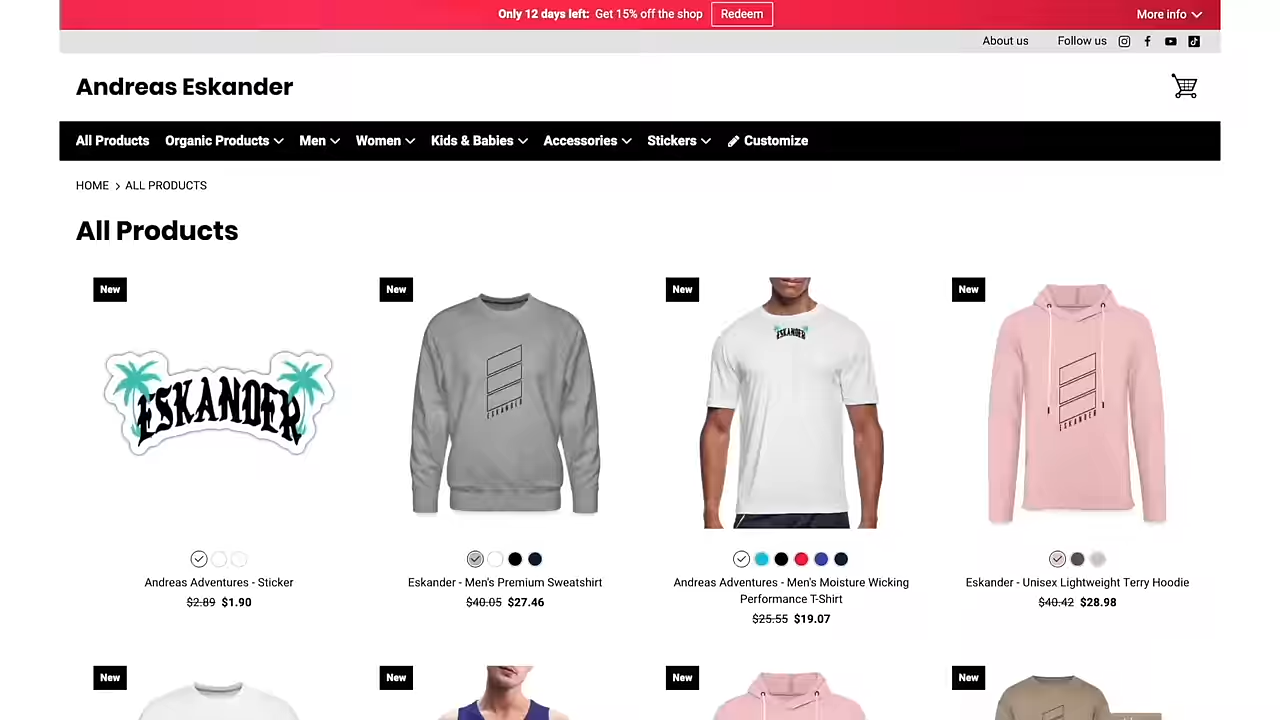 Only 12 days left: Get 15% off the shop Redeem More info
About us Follow us
Andreas Eskander
All Products Organic Products Men Women Kids & Babies Accessories Stickers Customize
HOME > ALL PRODUCTS
All Products
New New New New
ESKANDER
ESKANDER
ESKANDER
ESKANDER
Andreas Adventures - Sticker
$2.89 $1.90
Eskander - Men's Premium Sweatshirt
$40.05 $27.46
Andreas Adventures - Men's Moisture Wicking
Performance T-Shirt
$25.55 $19.07
Eskander - Unisex Lightweight Terry Hoodie
$40.42 $28.98
New New New New